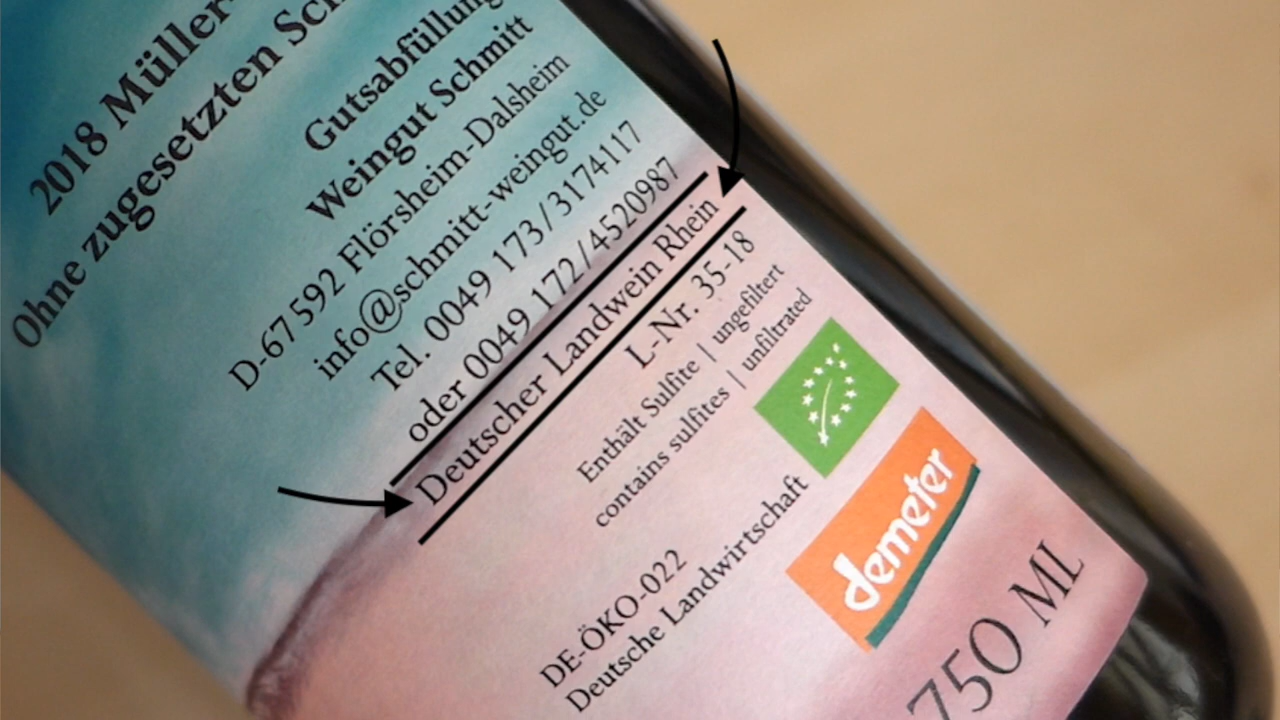 2018 Müller-
Ohne zugesetzten
Gutsabfüllung
Weingut Schmitt
D-67592 Flörsheim-Dalsheim
info@schmitt-weingut.de
Tel. 0049 173/3174117
oder 0049 172/4520987
Deutscher Landwein Rhein
L-Nr. 35-18
Enthält Sulfite | ungefiltert
contains sulfites | unfiltrated
DE-ÖKO-022
Deutsche Landwirtschaft
demeter
750 ML